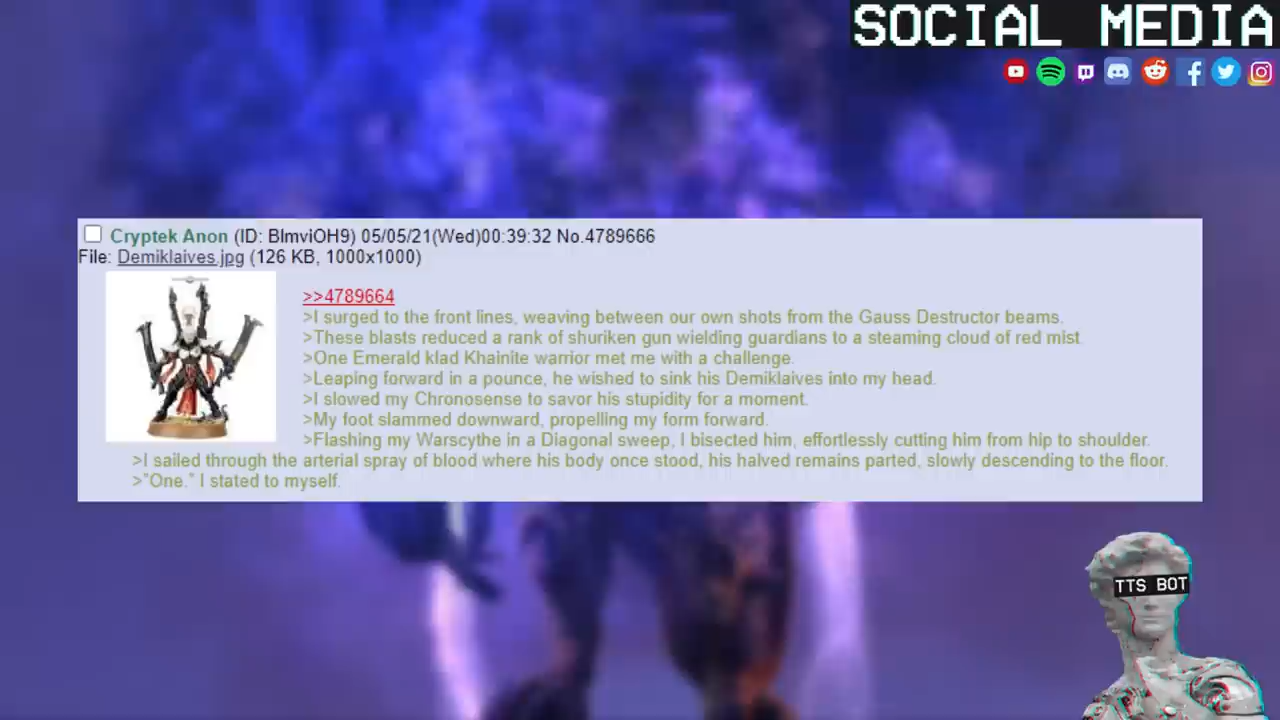 SOCIAL MEDIA
Cryptek Anon (ID: BlmviOH9) 05/05/21(Wed)00:39:32 No.4789666
File: Demiklaives.jpg (126 KB, 1000x1000)
>>4789664
>I surged to the front lines, weaving between our own shots from the Gauss Destructor beams.
>These blasts reduced a rank of shuriken gun wielding guardians to a steaming cloud of red mist.
>One Emerald klad Khainite warrior met me with a challenge.
>Leaping forward in a pounce, he wished to sink his Demiklaives into my head.
>I slowed my Chronosense to savor his stupidity for a moment.
>My foot slammed downward, propelling my form forward.
>Flashing my Warscythe in a Diagonal sweep, I bisected him, effortlessly cutting him from hip to shoulder.
>I sailed through the arterial spray of blood where his body once stood, his halved remains parted, slowly descending to the floor.
>"One." I stated to myself.
TTS BOT